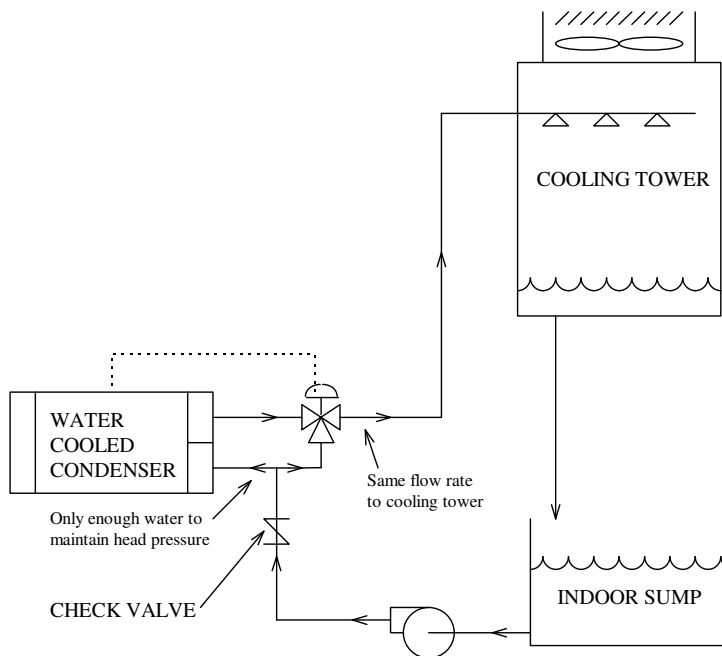 COOLING TOWER
WATER
COOLED
CONDENSER
Same flow rate
to cooling tower
Only enough water to
maintain head pressure
CHECK VALVE
INDOOR SUMP